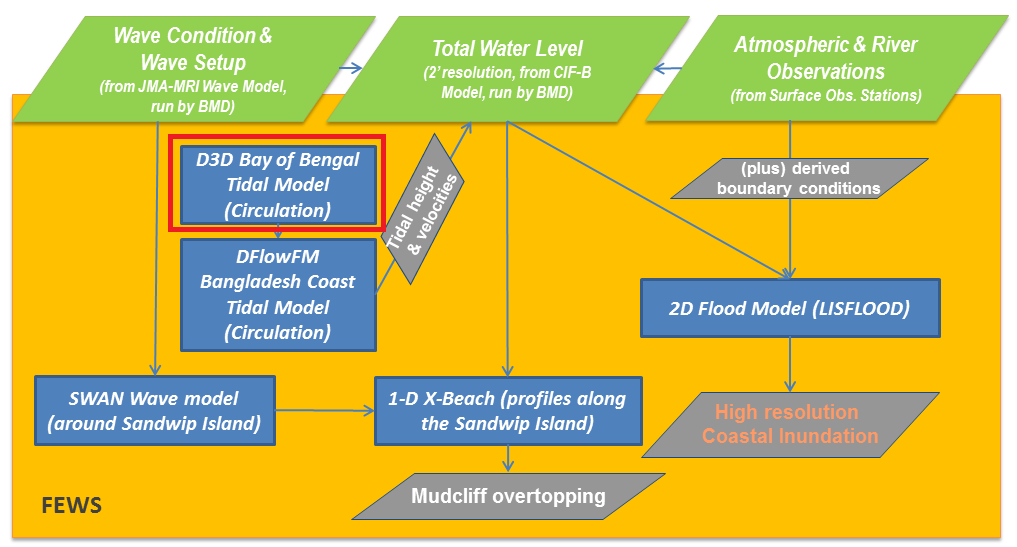 Wave Condition &
Wave Setup
(from JMA-MRI Wave Model,
run by BMD)
Total Water Level
(2’ resolution, from CIF-B
Model, run by BMD)
Atmospheric & River
Observations
(from Surface Obs. Stations)
D3D Bay of Bengal
Tidal Model
(Circulation)
Tidal height
& velocities
(plus) derived
boundary conditions
DFlowFM
Bangladesh Coast
Tidal Model
(Circulation)
2D Flood Model (LISFLOOD)
SWAN Wave model
(around Sandwip Island)
1-D X-Beach (profiles along
the Sandwip Island)
High resolution
Coastal Inundation
Mudcliff overtopping
FEWS